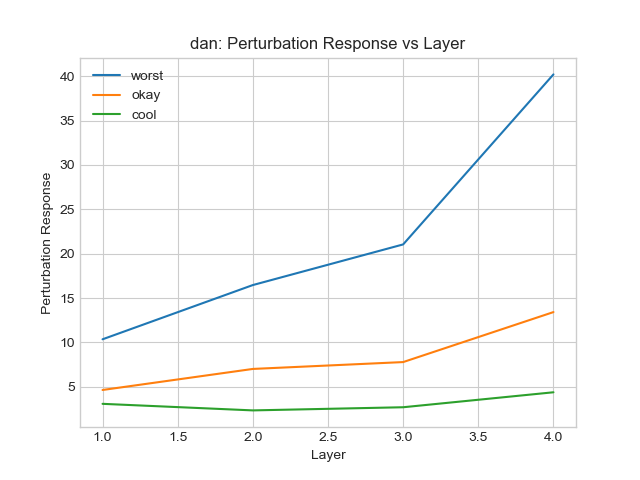 dan: Perturbation Response vs Layer
worst
okay
cool
40
35
30
25
20
15
10
5
Perturbation Response
1.0 1.5 2.0 2.5 3.0 3.5 4.0
Layer